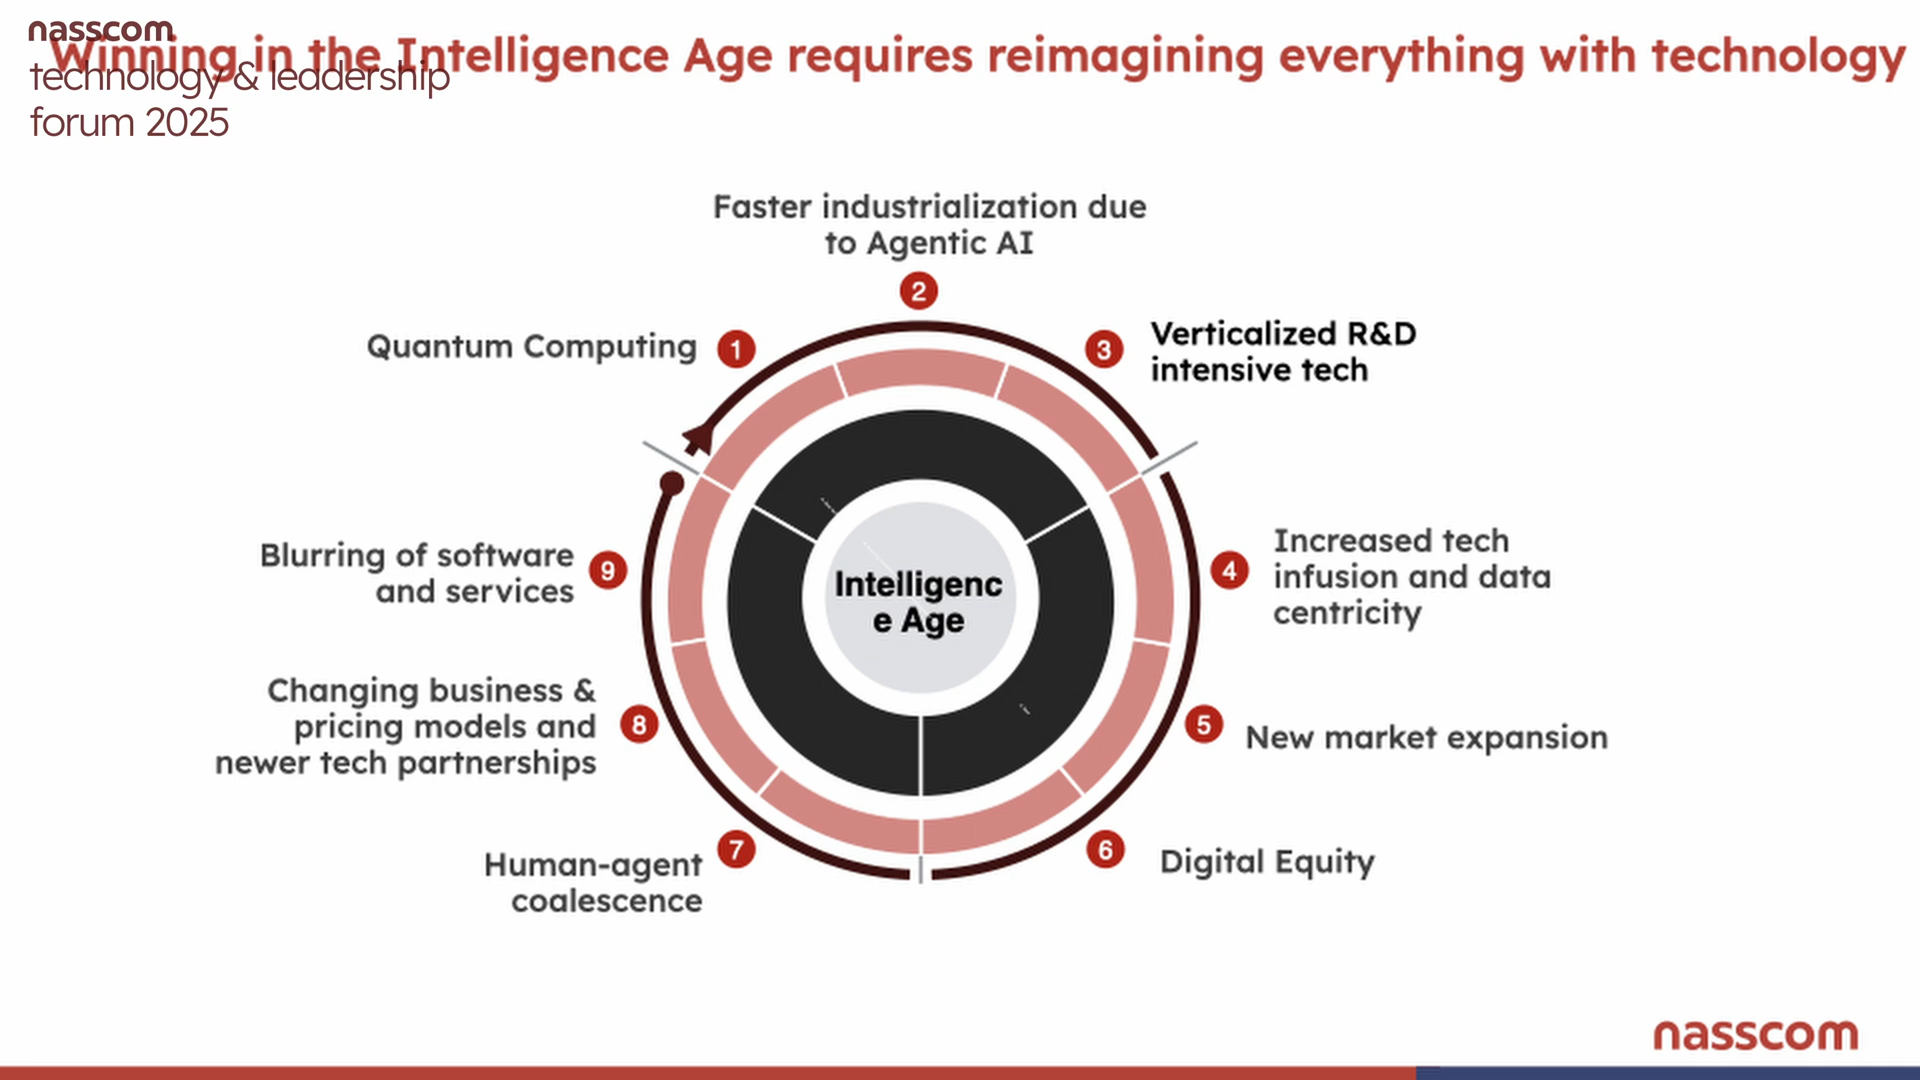 nasscom
technology & leadership
forum 2025
Winning in the Intelligence Age requires reimagining everything with technology
Faster industrialization due
to Agentic AI
2
Quantum Computing
1
3
Verticalized R&D
intensive tech
Blurring of software
and services
9
Intelligenc
e Age
4
Increased tech
infusion and data
centricity
Changing business &
pricing models and
newer tech partnerships
8
5
New market expansion
Human-agent
coalescence
7
6
Digital Equity
nasscom